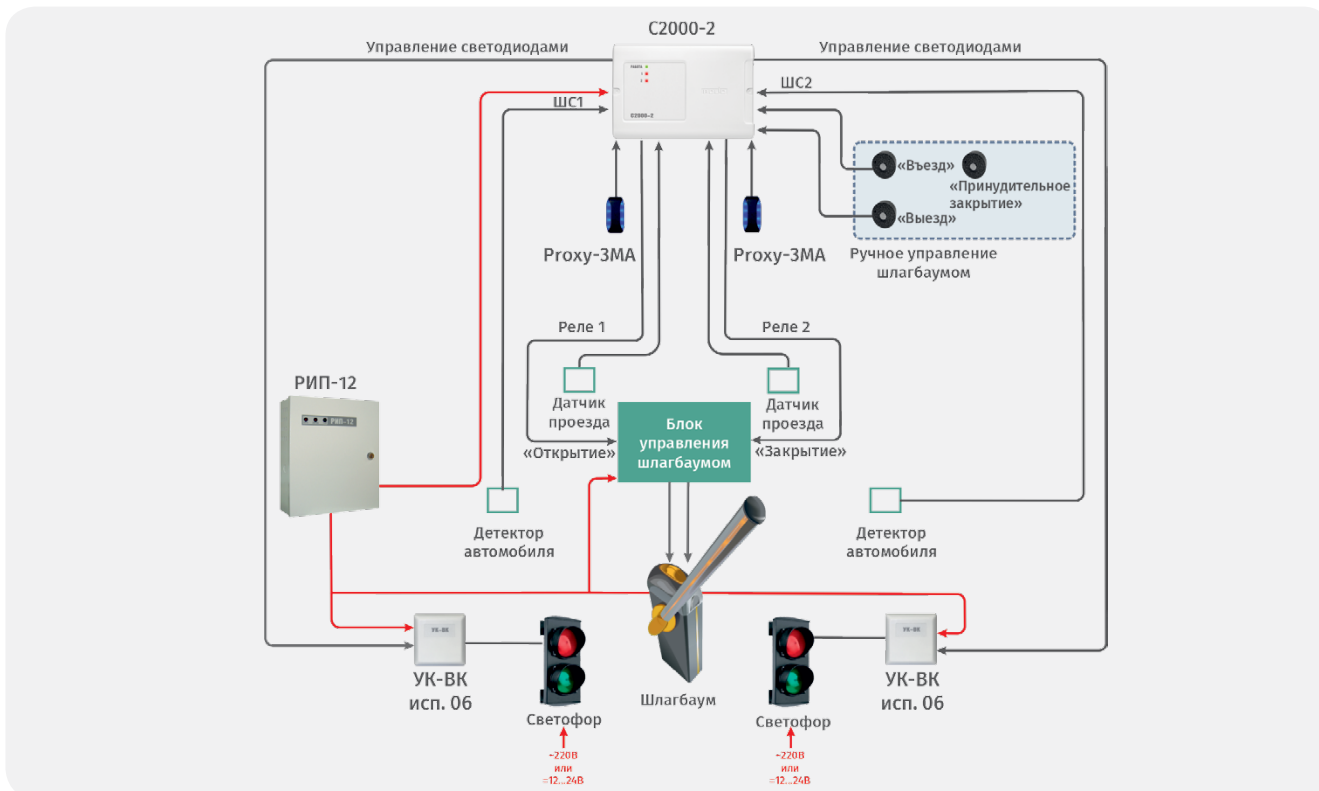 С2000-2
Управление светодиодами
Управление светодиодами
РАБОТА
1
2
С2000-2
ШС1
ШС2
«Въезд»
«Принудительное
закрытие»
«Выезд»
Ручное управление
шлагбаумом
Proxy-3MA
Proxy-3MA
Реле 1
Реле 2
РИП-12
РИП-12
Датчик
проезда
Датчик
проезда
Блок
управления
шлагбаумом
«Открытие»
«Закрытие»
Детектор
автомобиля
Детектор
автомобиля
УК-ВК
УК-ВК
исп. 06
Светофор
~220В
или
=12...24В
Шлагбаум
Светофор
~220В
или
=12...24В
УК-ВК
УК-ВК
исп. 06